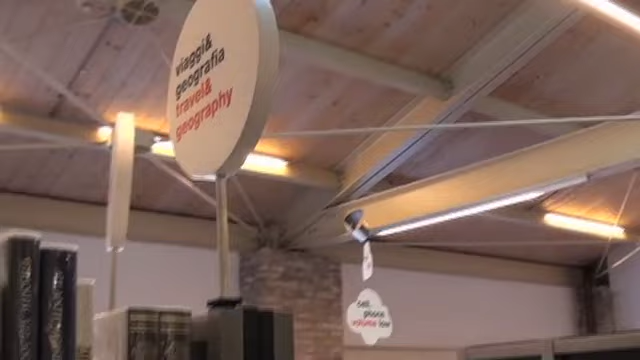 viaggi&
geografia
travel&
geography
cell.
phone
volume low